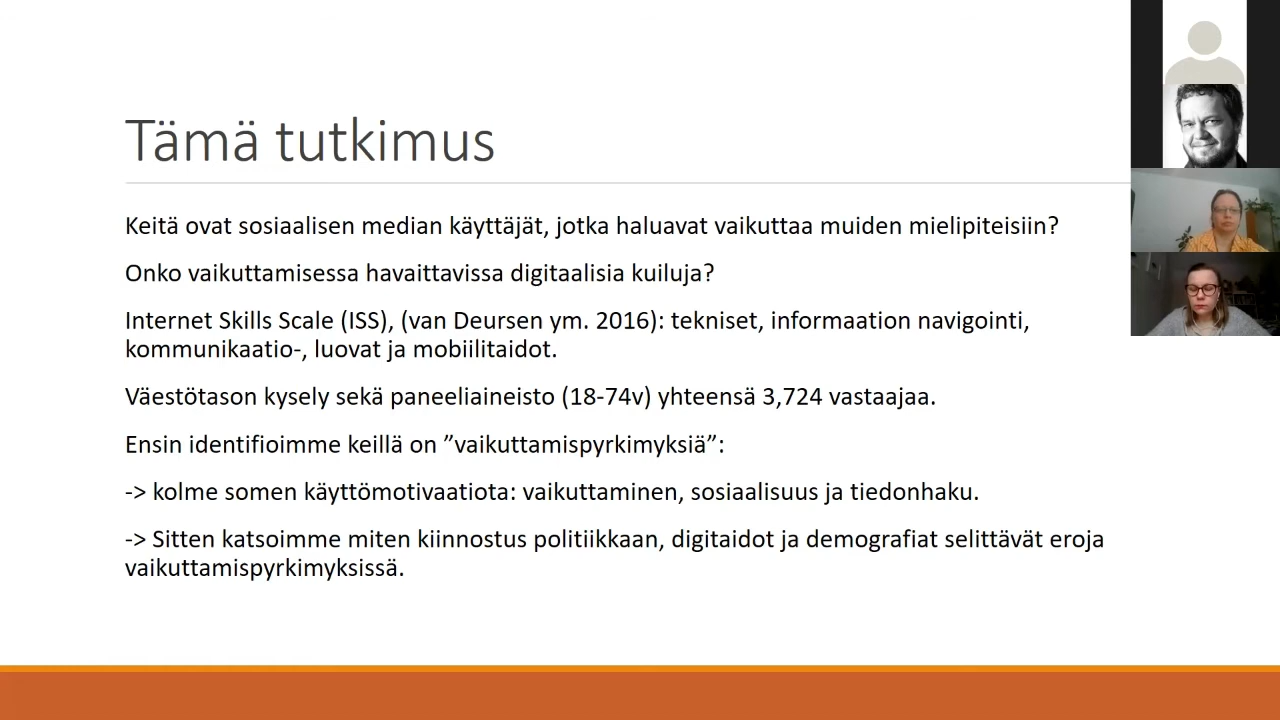 Tämä tutkimus
Keitä ovat sosiaalisen median käyttäjät, jotka haluavat vaikuttaa muiden mielipiteisiin?
Onko vaikuttamisessa havaittavissa digitaalisia kuiluja?
Internet Skills Scale (ISS), (van Deursen ym. 2016): tekniset, informaation navigointi,
kommunikaatio-, luovat ja mobiilitaidot.
Väestötason kysely sekä paneeliaineisto (18-74v) yhteensä 3,724 vastaajaa.
Ensin identifioimme keillä on ”vaikuttamispyrkimyksiä”:
-> kolme somen käyttömotivaatiota: vaikuttaminen, sosiaalisuus ja tiedonhaku.
-> Sitten katsoimme miten kiinnostus politiikkaan, digitaidot ja demografiat selittävät eroja
vaikuttamispyrkimyksissä.